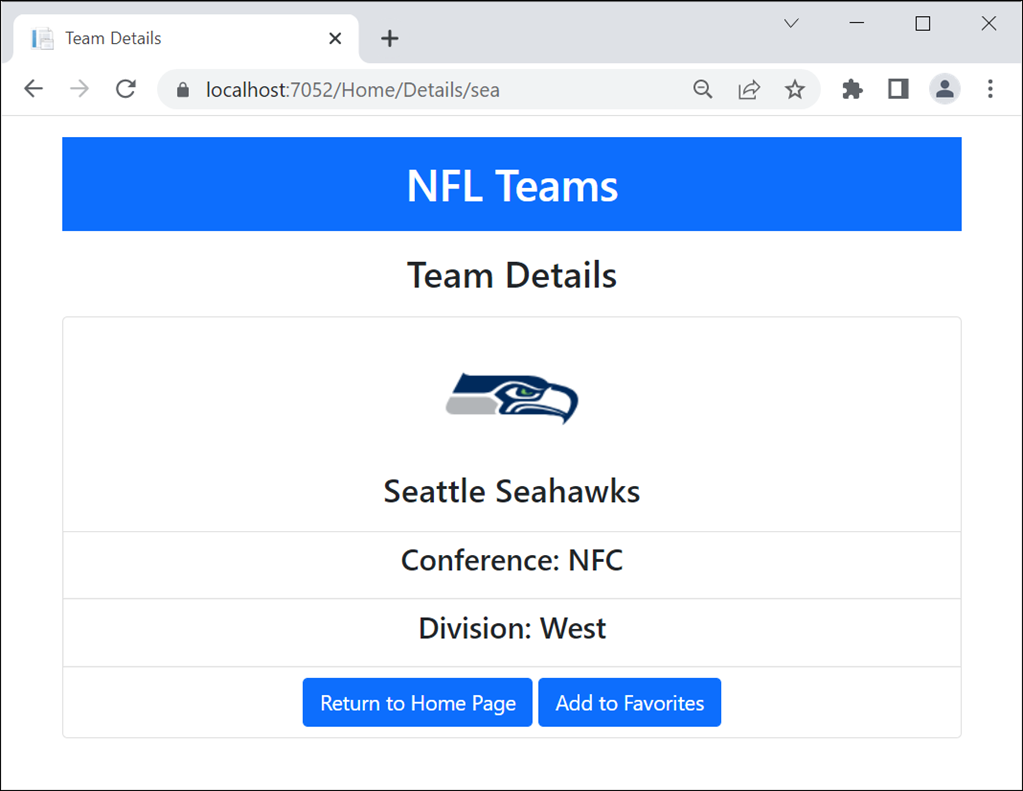 Team Details
localhost:7052/Home/Details/sea
NFL Teams
Team Details
Seattle Seahawks
Conference: NFC
Division: West
Return to Home Page
Add to Favorites